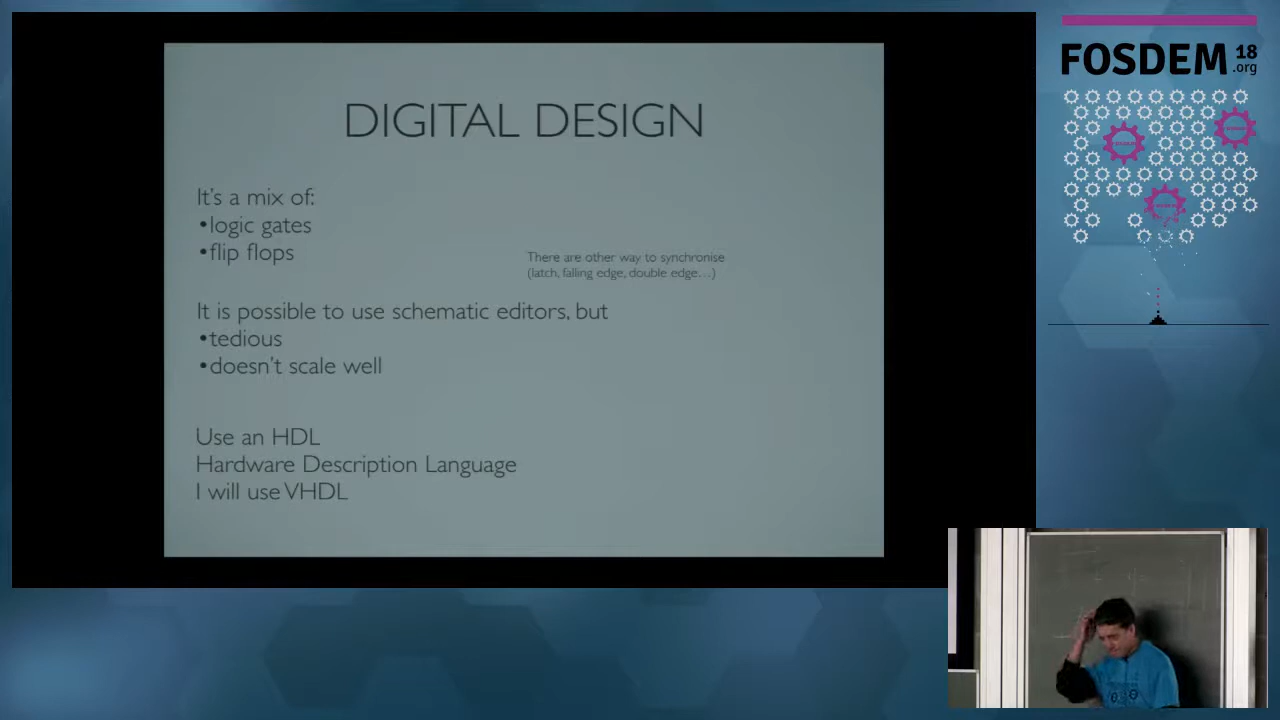 DIGITAL DESIGN
It's a mix of:
•logic gates
•flip flops
There are other way to synchronise
(latch, falling edge, double edge…)
It is possible to use schematic editors, but
•tedious
•doesn't scale well
Use an HDL
Hardware Description Language
I will use VHDL
FOSDEM 18
.org